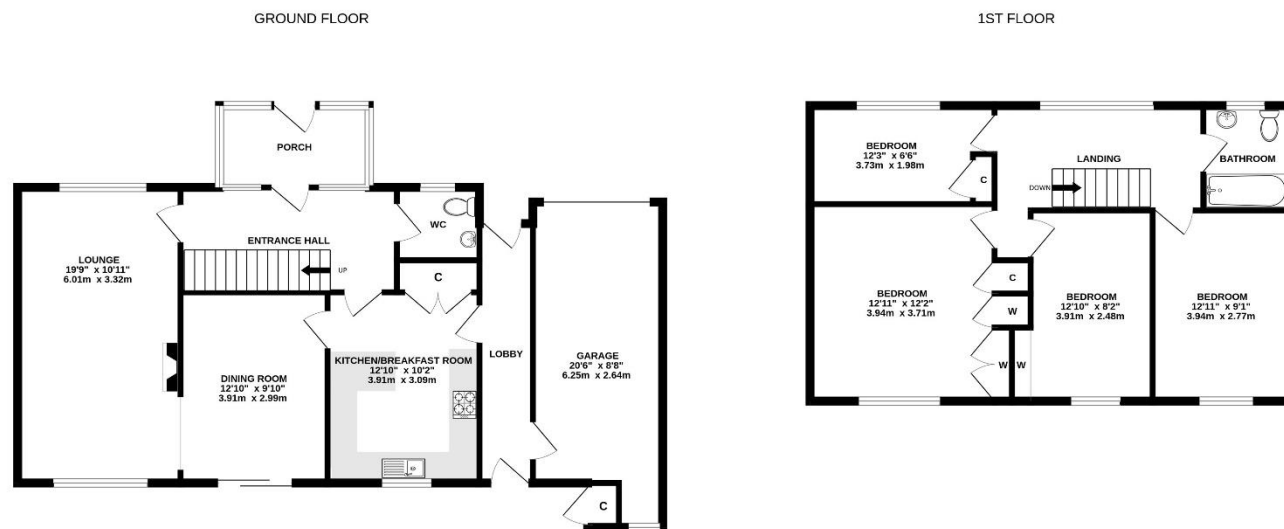 GROUND FLOOR
PORCH
LOUNGE
19'9" x 10'11"
6.01m x 3.32m
ENTRANCE HALL
UP
WC
C
DINING ROOM
12'10" x 9'10"
3.91m x 2.99m
KITCHEN/BREAKFAST ROOM
12'10" x 10'2"
3.91m x 3.09m
LOBBY
GARAGE
20'6" x 8'8"
6.25m x 2.64m
C
1ST FLOOR
BEDROOM
12'3" x 6'6"
3.73m x 1.98m
C
LANDING
DOWN
BATHROOM
BEDROOM
12'11" x 12'2"
3.94m x 3.71m
C
W
W
W
BEDROOM
12'10" x 8'2"
3.91m x 2.48m
BEDROOM
12'11" x 9'1"
3.94m x 2.77m